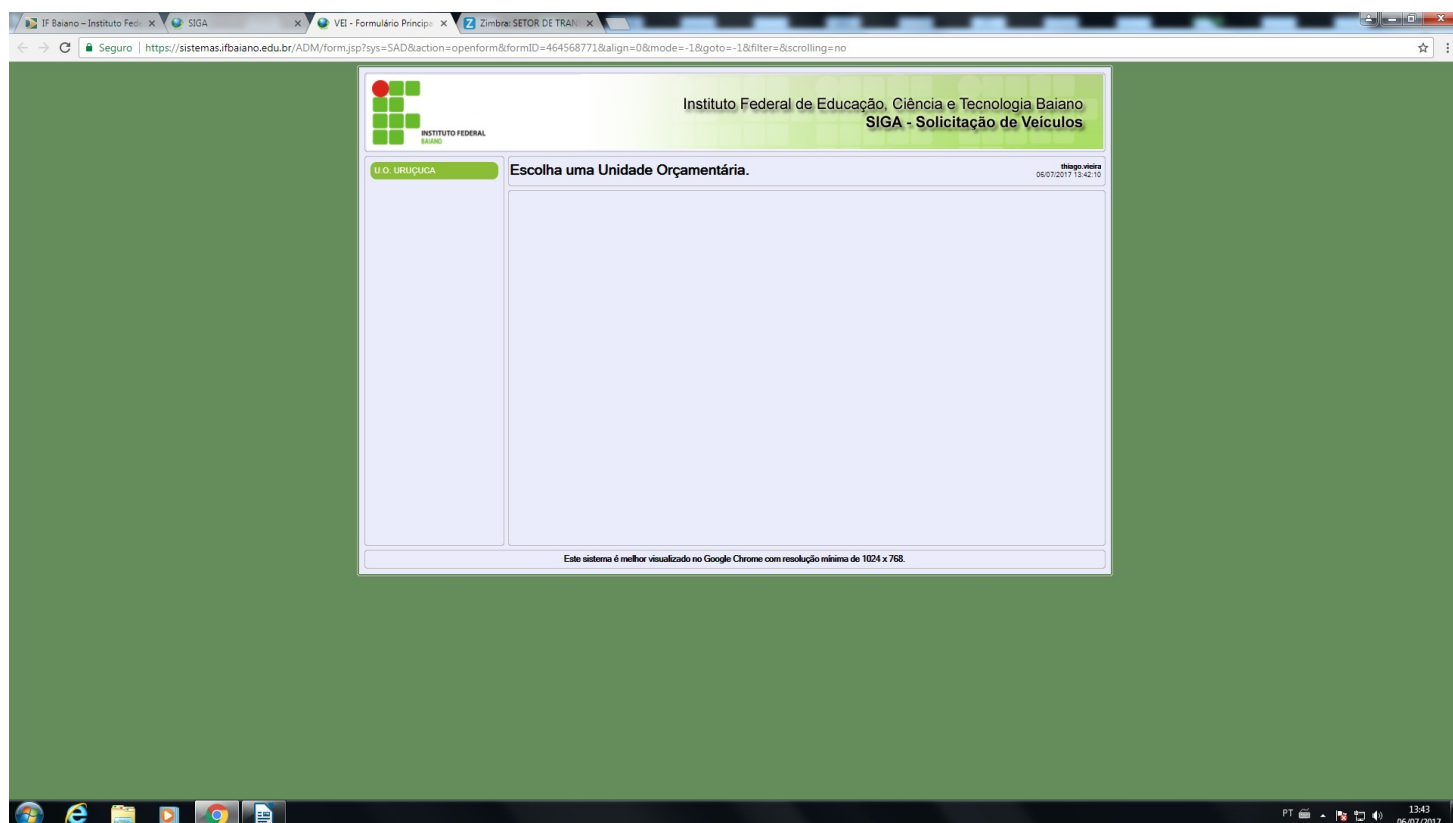 IF Baiano – Instituto Fede
SIGA
VEI - Formulário Principa
Zimbra: SETOR DE TRAN
Seguro | https://sistemas.ifbaiano.edu.br/ADM/form.jsp?sys=SAD&action=openform&formID=464568771&align=0&mode=-1&goto=-1&filter=&scrolling=no
INSTITUTO FEDERAL
BAIANO
Instituto Federal de Educação, Ciência e Tecnologia Baiano
SIGA - Solicitação de Veículos
U.O. URUÇUCA
Escolha uma Unidade Orçamentária.
thiago.vieira
06/07/2017 13:42:10
Este sistema é melhor visualizado no Google Chrome com resolução mínima de 1024 x 768.
PT
13:43
06/07/2017